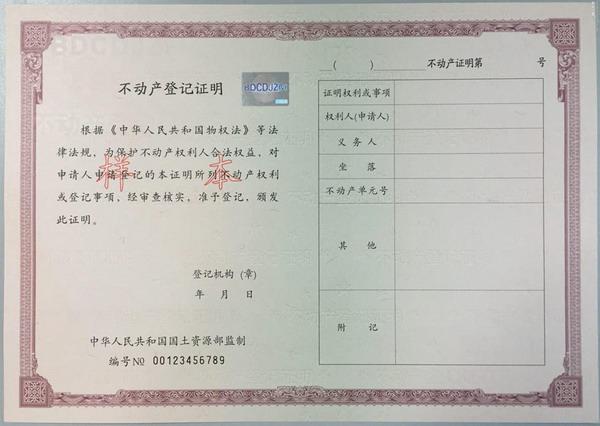 不动产登记证明
BDCDJZM
根据《中华人民共和国物权法》等法
律法规，为保护不动产权利人合法权益，对
申请人申请登记的本证明所列不动产权利
或登记事项，经审查核实，准予登记，颁发
此证明。
样本
登记机构（章）
年 月 日
中华人民共和国国土资源部监制
编号№ 00123456789
（ ） 不动产证明第 号
证明权利或事项
权利人(申请人)
义务人
坐落
不动产单元号
其他
附记